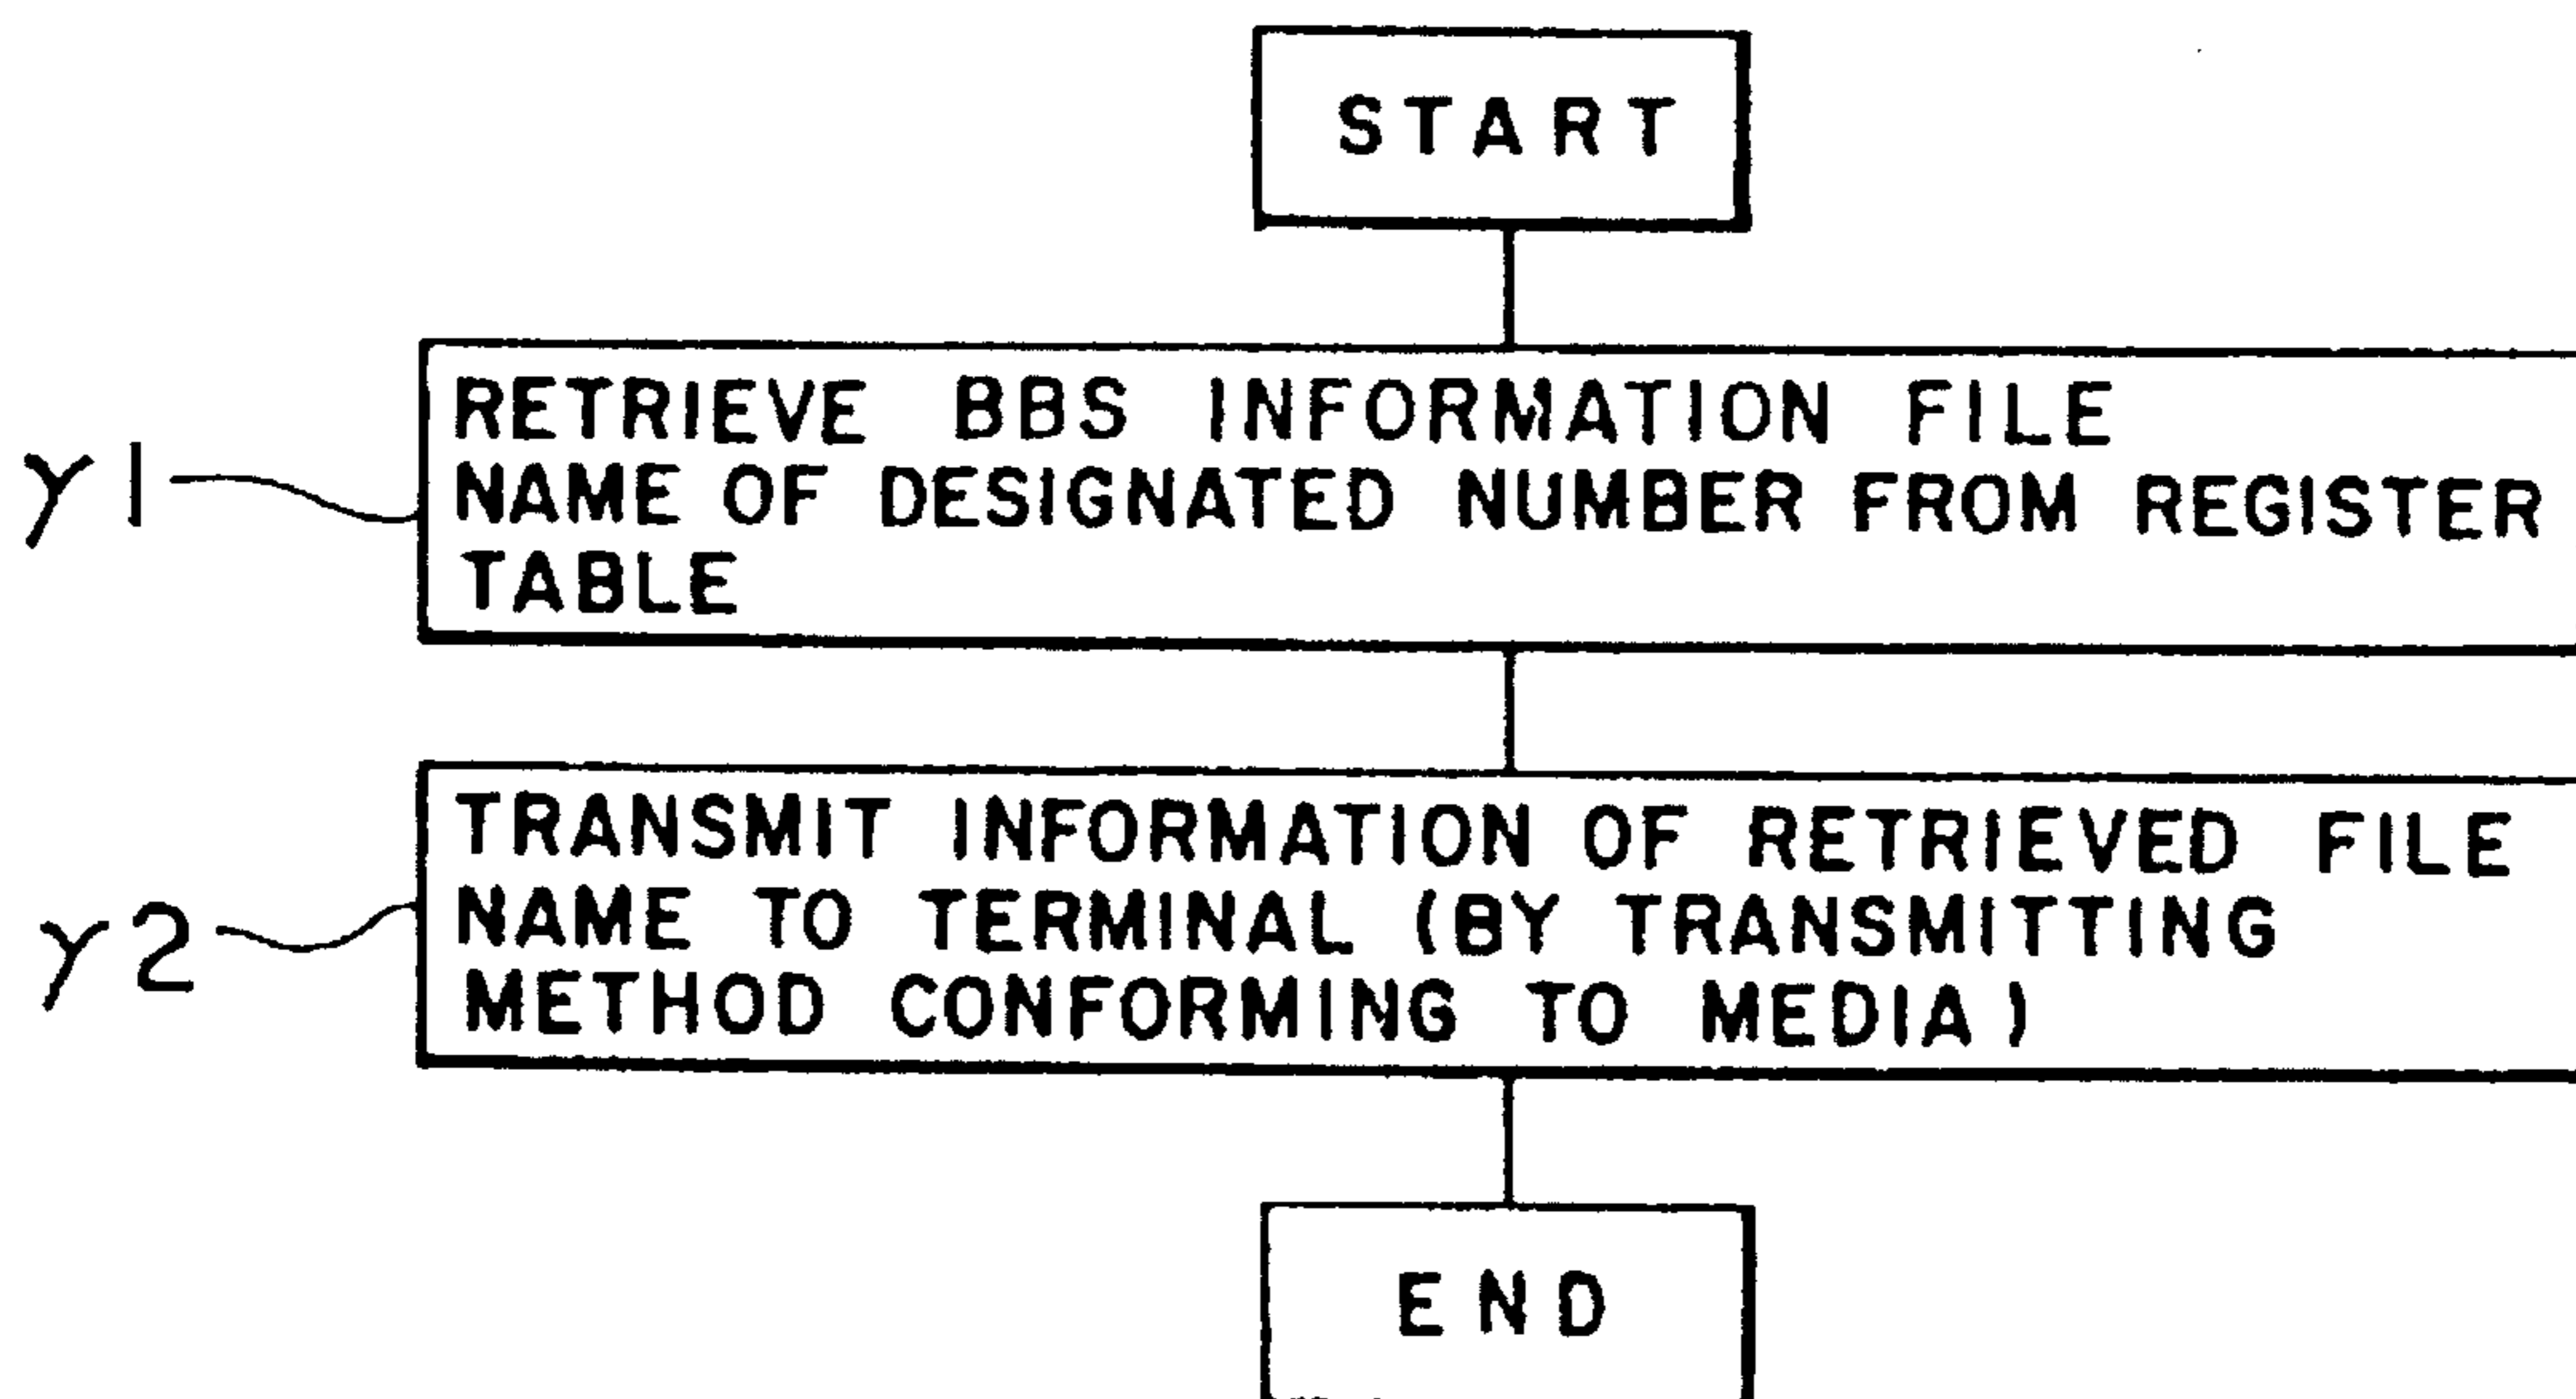 START
RETRIEVE BBS INFORMATION FILE
γ1
NAME OF DESIGNATED NUMBER FROM REGISTER
TABLE
TRANSMIT INFORMATION OF RETRIEVED FILE
γ2
NAME TO TERMINAL (BY TRANSMITTING
METHOD CONFORMING TO MEDIA)
END